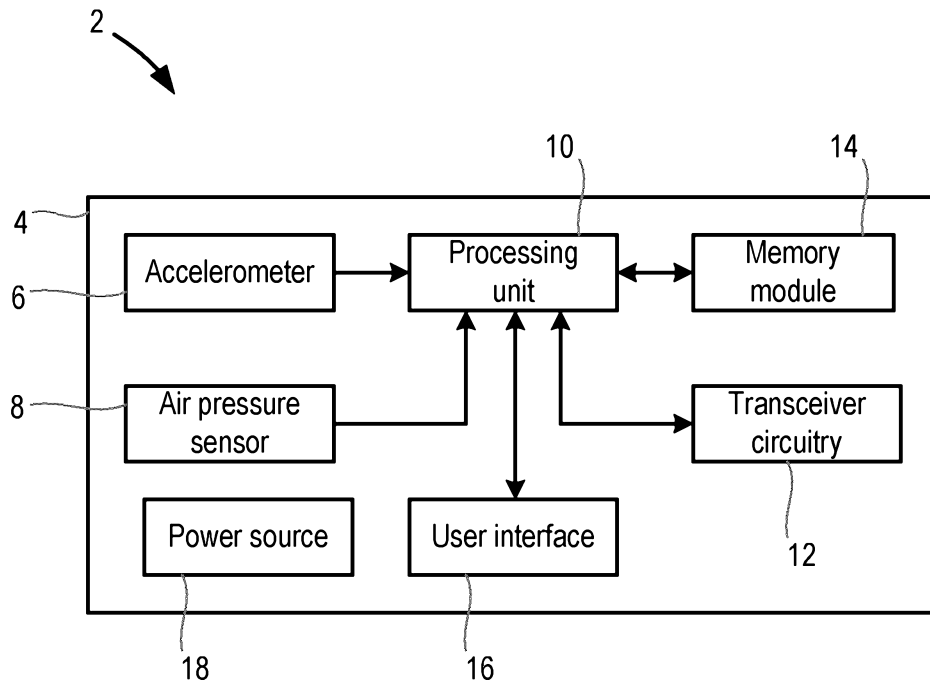 2
10
14
4
Accelerometer
Processing
unit
Memory
module
6
8
Air pressure
sensor
Transceiver
circuitry
Power source
User interface
12
18
16